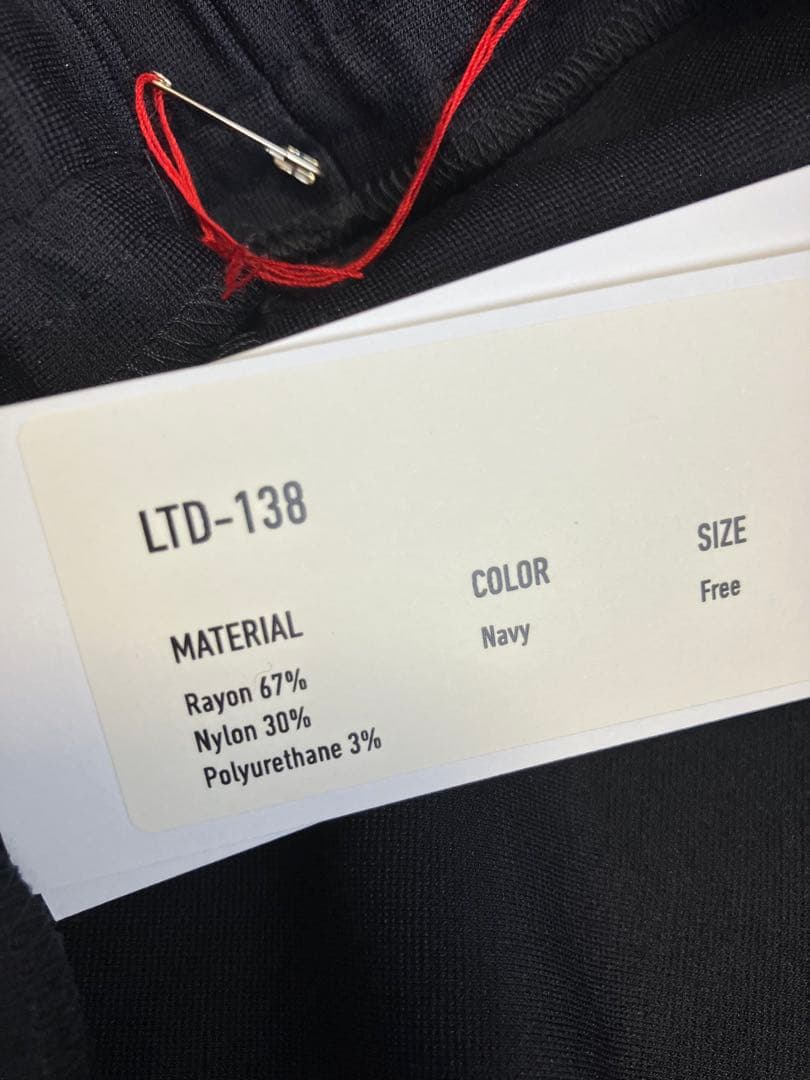 LTD-138
MATERIAL
Rayon 67%
Nylon 30%
Polyurethane 3%
COLOR
Navy
SIZE
Free